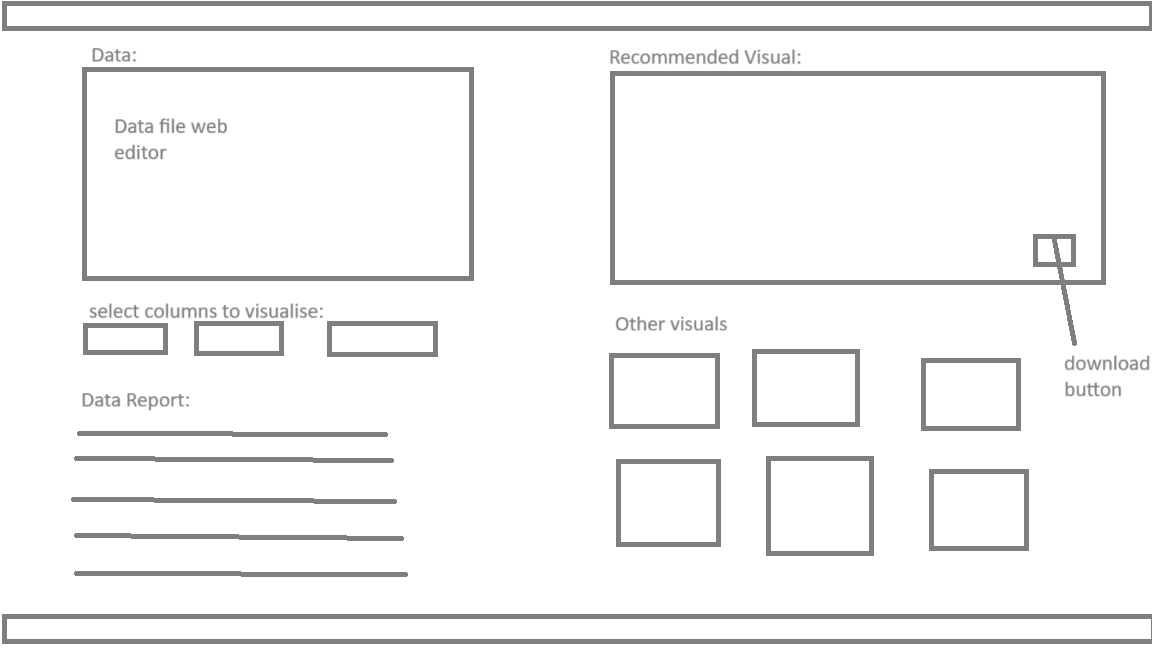 Data:
Data file web
editor
select columns to visualise:
Data Report:
Recommended Visual:
Other visuals
download
button